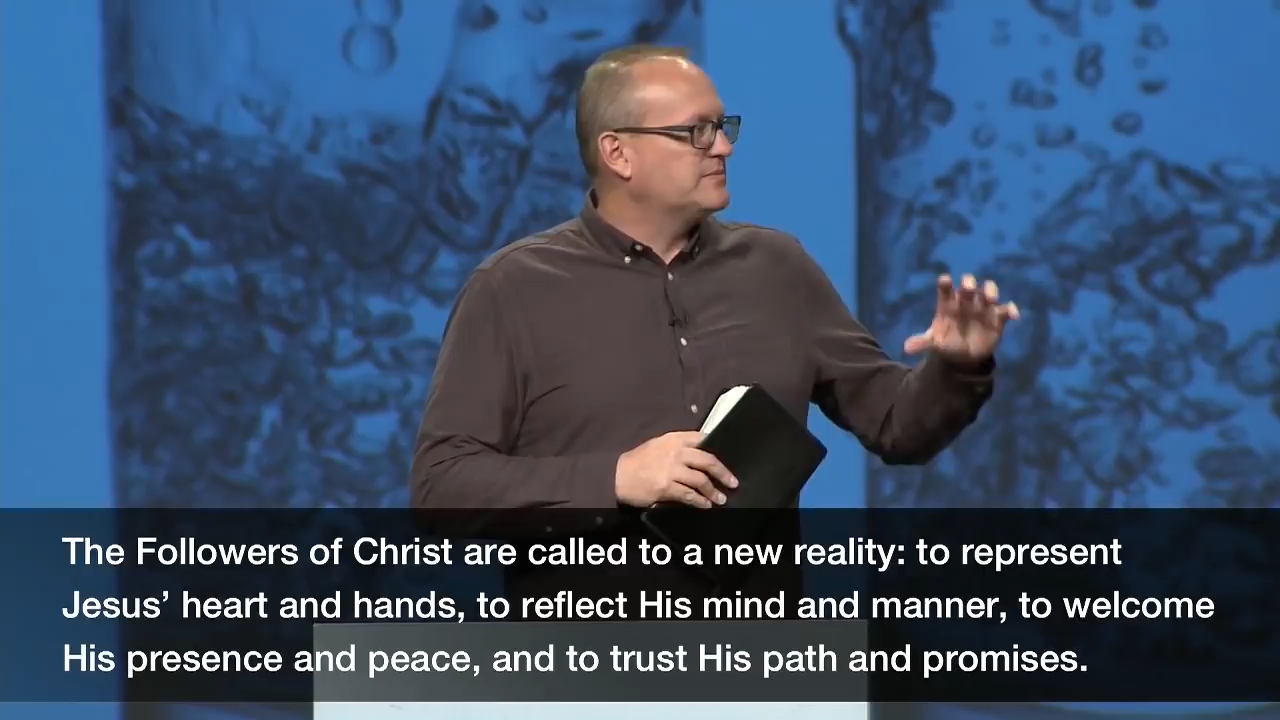 The Followers of Christ are called to a new reality: to represent
Jesus’ heart and hands, to reflect His mind and manner, to welcome
His presence and peace, and to trust His path and promises.